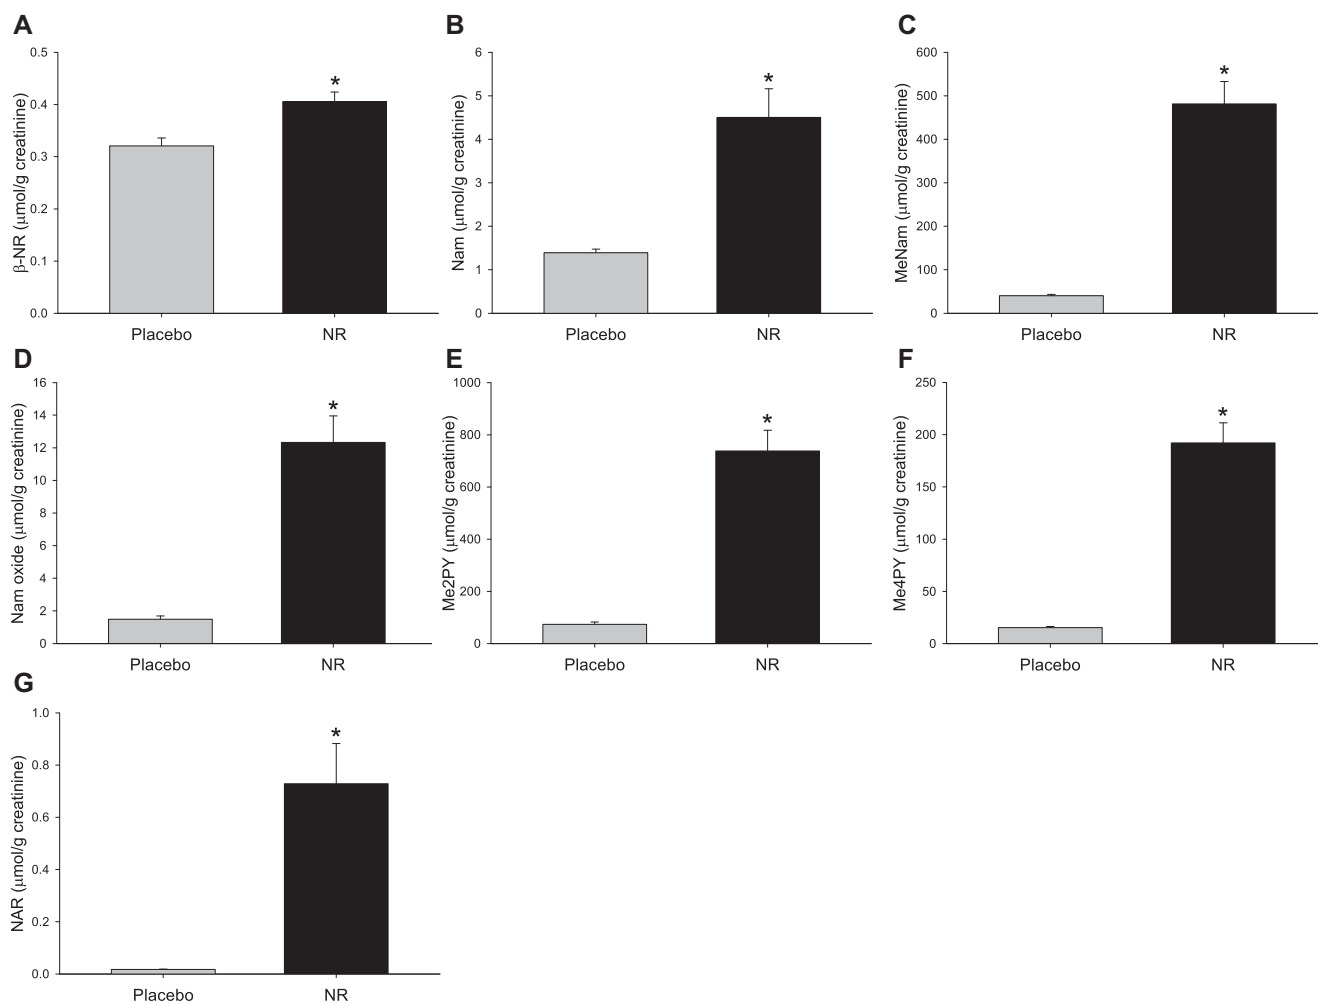 A
β-NR (μmol/g creatinine)
0.5
0.4
0.3
0.2
0.1
0.0
*
Placebo NR
B
Nam (μmol/g creatinine)
6
5
4
3
2
1
0
*
Placebo NR
C
MeNam (μmol/g creatinine)
600
500
400
300
200
100
0
*
Placebo NR
D
Nam oxide (μmol/g creatinine)
16
14
12
10
8
6
4
2
0
*
Placebo NR
E
Me2PY (μmol/g creatinine)
1000
800
600
400
200
0
*
Placebo NR
F
Me4PY (μmol/g creatinine)
250
200
150
100
50
0
*
Placebo NR
G
NAR (μmol/g creatinine)
1.0
0.8
0.6
0.4
0.2
0.0
*
Placebo NR